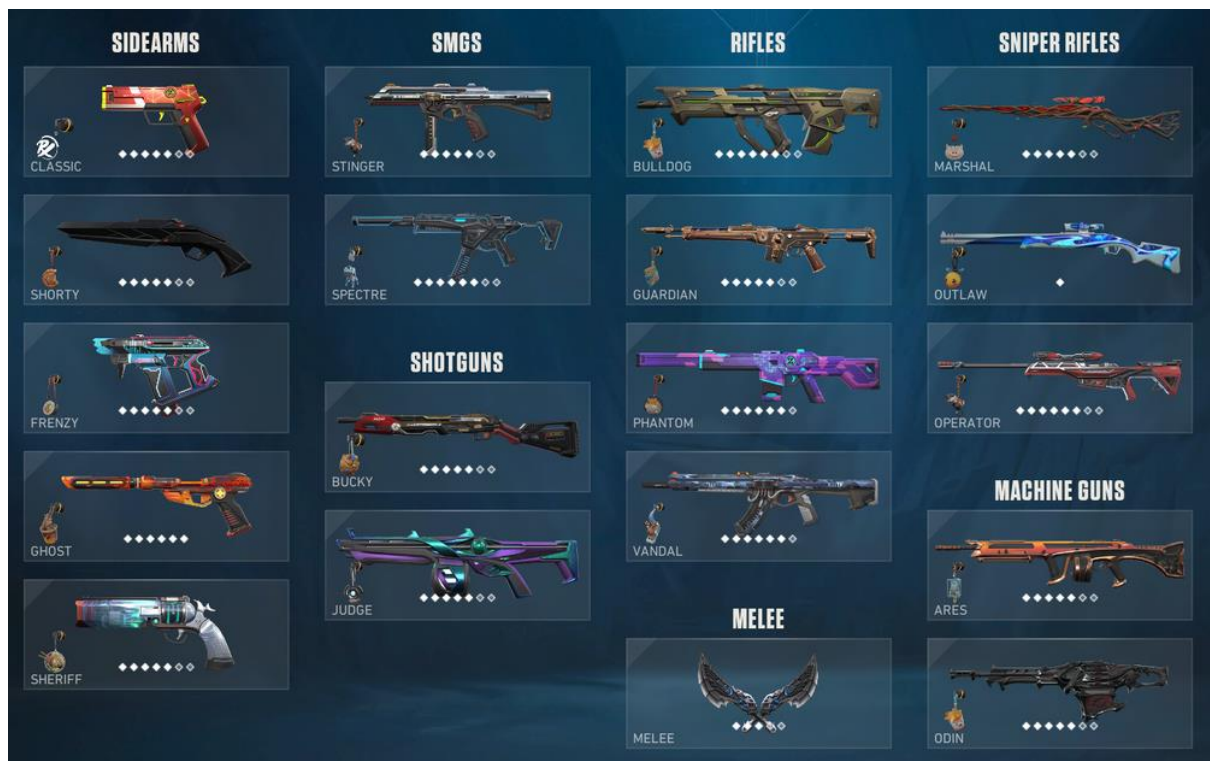 SIDEARMS
CLASSIC
SHORTY
FRENZY
GHOST
SHERIFF
SMGS
STINGER
SPECTRE
SHOTGUNS
BUCKY
JUDGE
RIFLES
BULLDOG
GUARDIAN
PHANTOM
VANDAL
MELEE
MELEE
SNIPER RIFLES
MARSHAL
OUTLAW
OPERATOR
MACHINE GUNS
ARES
ODIN